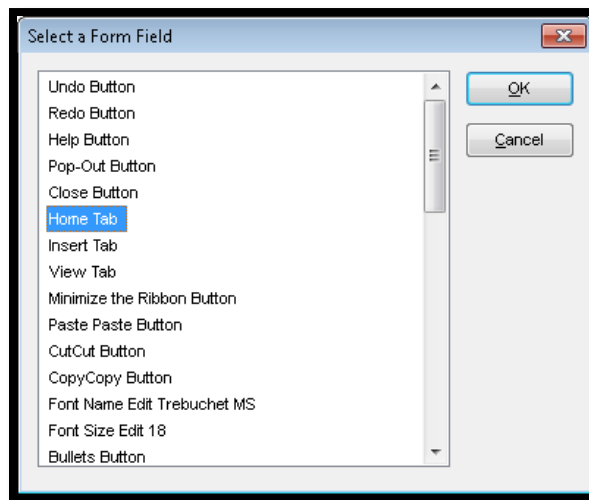 Select a Form Field
Undo Button
Redo Button
Help Button
Pop-Out Button
Close Button
Home Tab
Insert Tab
View Tab
Minimize the Ribbon Button
Paste Paste Button
CutCut Button
CopyCopy Button
Font Name Edit Trebuchet MS
Font Size Edit 18
Bullets Button
OK
Cancel